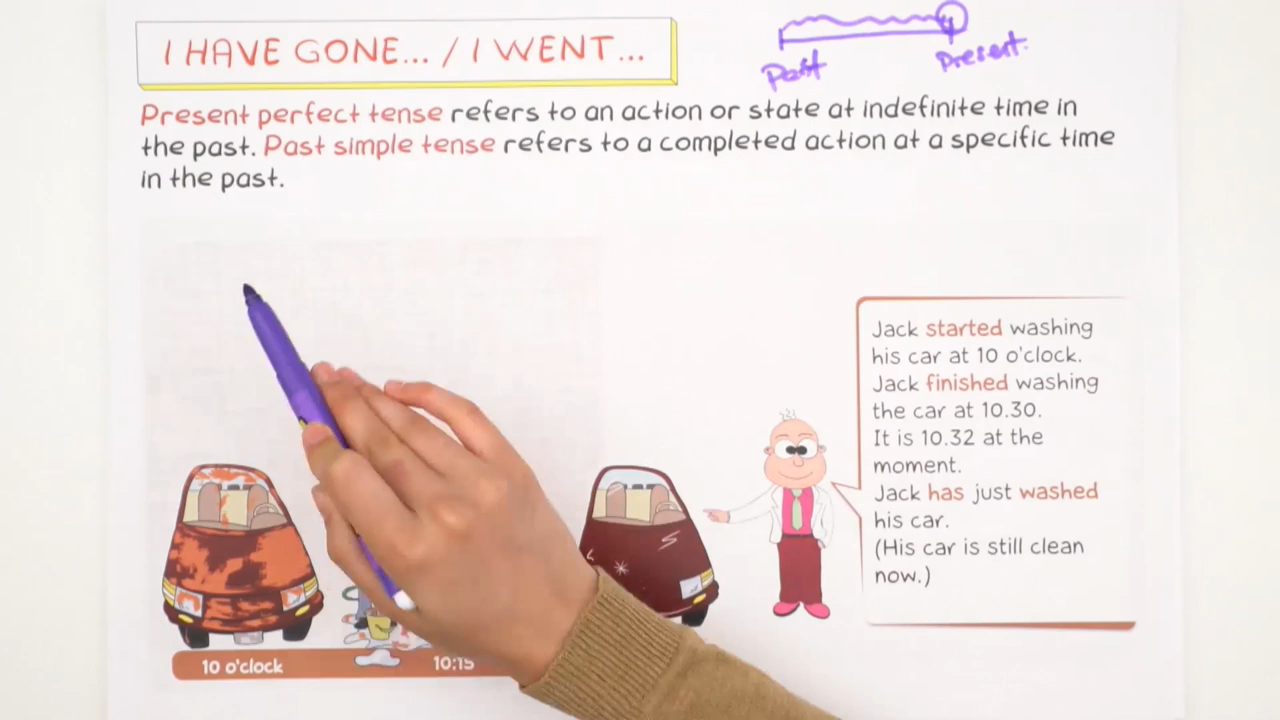 I HAVE GONE... / I WENT...
Past
Present.
Present perfect tense refers to an action or state at indefinite time in
the past. Past simple tense refers to a completed action at a specific time
in the past.
Jack started washing
his car at 10 o'clock.
Jack finished washing
the car at 10.30.
It is 10.32 at the
moment.
Jack has just washed
his car.
(His car is still clean
now.)
10 o'clock
10:15